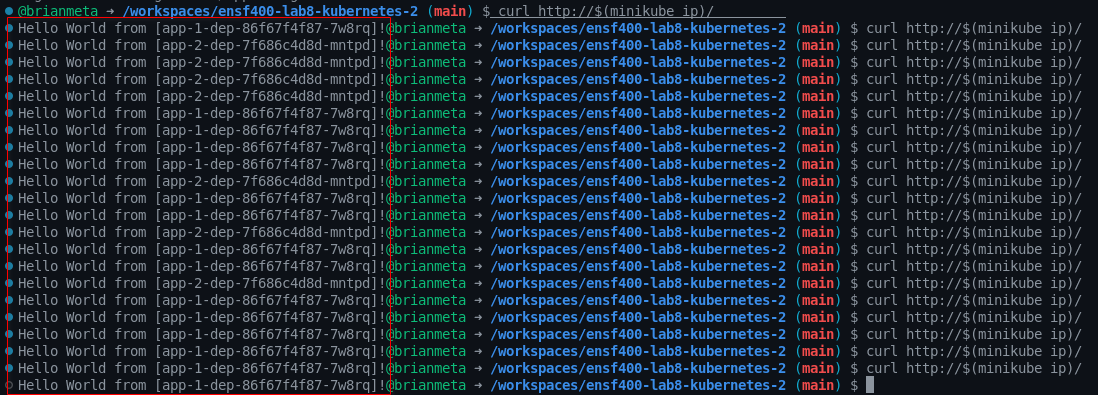 @brianmeta ➜ /workspaces/ensf400-lab8-kubernetes-2 (main) $ curl http://$(minikube ip)/
Hello World from [app-1-dep-86f67f4f87-7w8rq]!@brianmeta ➜ /workspaces/ensf400-lab8-kubernetes-2 (main) $ curl http://$(minikube ip)/
Hello World from [app-2-dep-7f686c4d8d-mntpd]!@brianmeta ➜ /workspaces/ensf400-lab8-kubernetes-2 (main) $ curl http://$(minikube ip)/
Hello World from [app-2-dep-7f686c4d8d-mntpd]!@brianmeta ➜ /workspaces/ensf400-lab8-kubernetes-2 (main) $ curl http://$(minikube ip)/
Hello World from [app-2-dep-7f686c4d8d-mntpd]!@brianmeta ➜ /workspaces/ensf400-lab8-kubernetes-2 (main) $ curl http://$(minikube ip)/
Hello World from [app-2-dep-7f686c4d8d-mntpd]!@brianmeta ➜ /workspaces/ensf400-lab8-kubernetes-2 (main) $ curl http://$(minikube ip)/
Hello World from [app-1-dep-86f67f4f87-7w8rq]!@brianmeta ➜ /workspaces/ensf400-lab8-kubernetes-2 (main) $ curl http://$(minikube ip)/
Hello World from [app-1-dep-86f67f4f87-7w8rq]!@brianmeta ➜ /workspaces/ensf400-lab8-kubernetes-2 (main) $ curl http://$(minikube ip)/
Hello World from [app-1-dep-86f67f4f87-7w8rq]!@brianmeta ➜ /workspaces/ensf400-lab8-kubernetes-2 (main) $ curl http://$(minikube ip)/
Hello World from [app-1-dep-86f67f4f87-7w8rq]!@brianmeta ➜ /workspaces/ensf400-lab8-kubernetes-2 (main) $ curl http://$(minikube ip)/
Hello World from [app-2-dep-7f686c4d8d-mntpd]!@brianmeta ➜ /workspaces/ensf400-lab8-kubernetes-2 (main) $ curl http://$(minikube ip)/
Hello World from [app-1-dep-86f67f4f87-7w8rq]!@brianmeta ➜ /workspaces/ensf400-lab8-kubernetes-2 (main) $ curl http://$(minikube ip)/
Hello World from [app-1-dep-86f67f4f87-7w8rq]!@brianmeta ➜ /workspaces/ensf400-lab8-kubernetes-2 (main) $ curl http://$(minikube ip)/
Hello World from [app-2-dep-7f686c4d8d-mntpd]!@brianmeta ➜ /workspaces/ensf400-lab8-kubernetes-2 (main) $ curl http://$(minikube ip)/
Hello World from [app-1-dep-86f67f4f87-7w8rq]!@brianmeta ➜ /workspaces/ensf400-lab8-kubernetes-2 (main) $ curl http://$(minikube ip)/
Hello World from [app-1-dep-86f67f4f87-7w8rq]!@brianmeta ➜ /workspaces/ensf400-lab8-kubernetes-2 (main) $ curl http://$(minikube ip)/
Hello World from [app-2-dep-7f686c4d8d-mntpd]!@brianmeta ➜ /workspaces/ensf400-lab8-kubernetes-2 (main) $ curl http://$(minikube ip)/
Hello World from [app-1-dep-86f67f4f87-7w8rq]!@brianmeta ➜ /workspaces/ensf400-lab8-kubernetes-2 (main) $ curl http://$(minikube ip)/
Hello World from [app-1-dep-86f67f4f87-7w8rq]!@brianmeta ➜ /workspaces/ensf400-lab8-kubernetes-2 (main) $ curl http://$(minikube ip)/
Hello World from [app-1-dep-86f67f4f87-7w8rq]!@brianmeta ➜ /workspaces/ensf400-lab8-kubernetes-2 (main) $ curl http://$(minikube ip)/
Hello World from [app-1-dep-86f67f4f87-7w8rq]!@brianmeta ➜ /workspaces/ensf400-lab8-kubernetes-2 (main) $ curl http://$(minikube ip)/
Hello World from [app-1-dep-86f67f4f87-7w8rq]!@brianmeta ➜ /workspaces/ensf400-lab8-kubernetes-2 (main) $ curl http://$(minikube ip)/
Hello World from [app-1-dep-86f67f4f87-7w8rq]!@brianmeta ➜ /workspaces/ensf400-lab8-kubernetes-2 (main) $